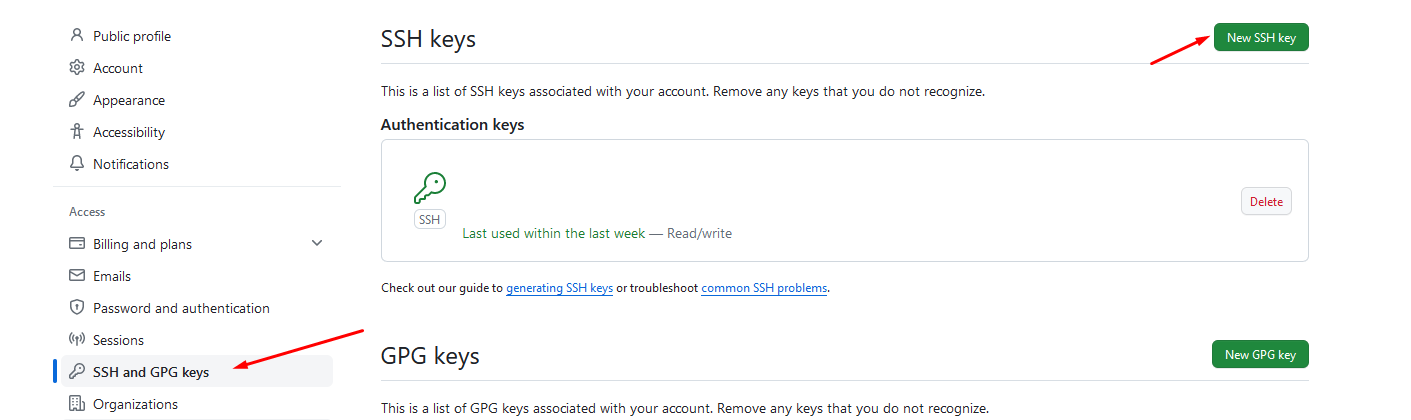 Public profile
Account
Appearance
Accessibility
Notifications
Access
Billing and plans
Emails
Password and authentication
Sessions
SSH and GPG keys
Organizations
SSH keys
New SSH key
This is a list of SSH keys associated with your account. Remove any keys that you do not recognize.
Authentication keys
SSH
Last used within the last week — Read/write
Delete
Check out our guide to generating SSH keys or troubleshoot common SSH problems.
GPG keys
New GPG key
This is a list of GPG keys associated with your account. Remove any keys that you do not recognize.